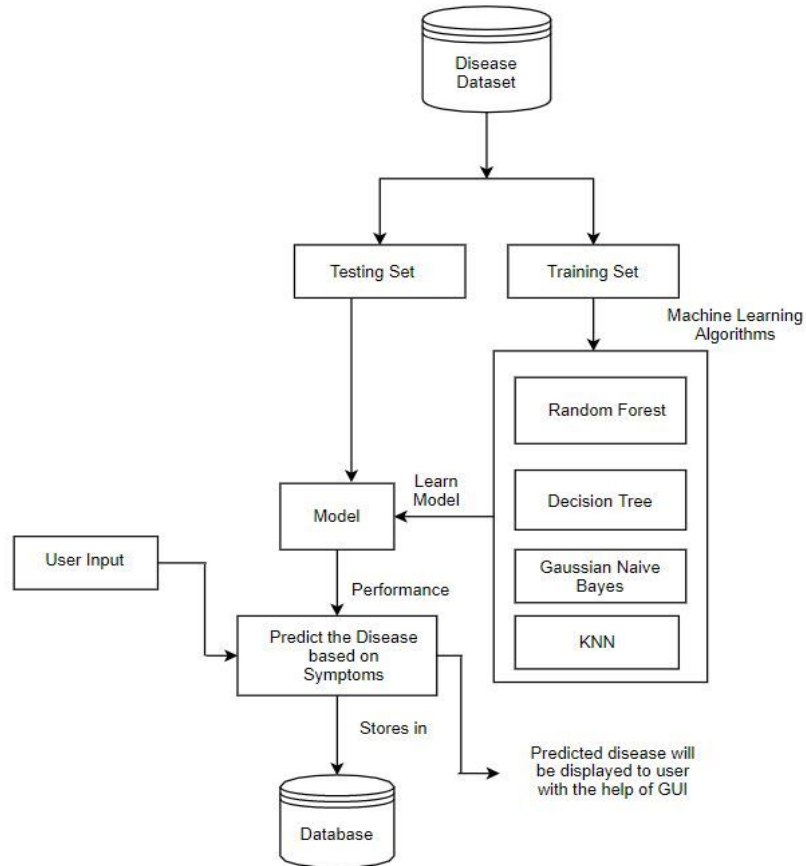 Disease
Dataset
Testing Set
Training Set
Machine Learning
Algorithms
Random Forest
Learn
Model
Decision Tree
Model
User Input
Gaussian Naive
Bayes
Performance
Predict the Disease
based on
Symptoms
KNN
Stores in
Predicted disease will
be displayed to user
with the help of GUI
Database